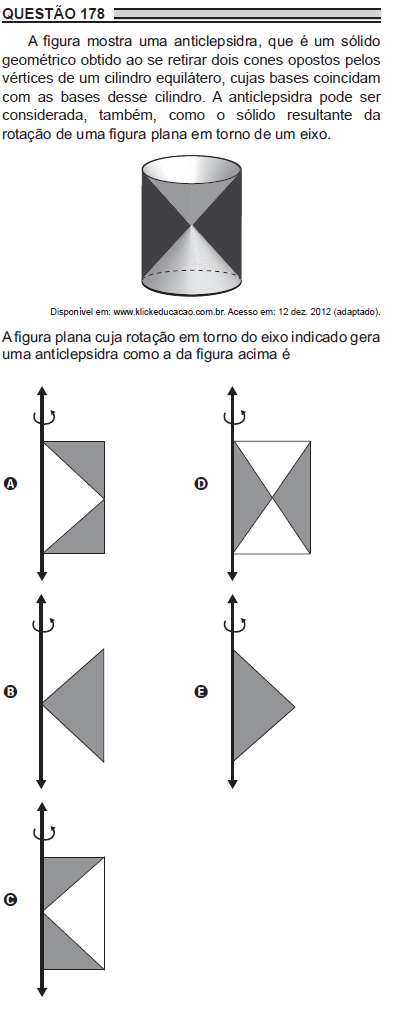 QUESTÃO 178
A figura mostra uma anticlepsidra, que é um sólido
geométrico obtido ao se retirar dois cones opostos pelos
vértices de um cilindro equilátero, cujas bases coincidam
com as bases desse cilindro. A anticlepsidra pode ser
considerada, também, como o sólido resultante da
rotação de uma figura plana em torno de um eixo.
Disponível em: www.klickeducacao.com.br. Acesso em: 12 dez. 2012 (adaptado).
A figura plana cuja rotação em torno do eixo indicado gera
uma anticlepsidra como a da figura acima é
A
D
B
E
C